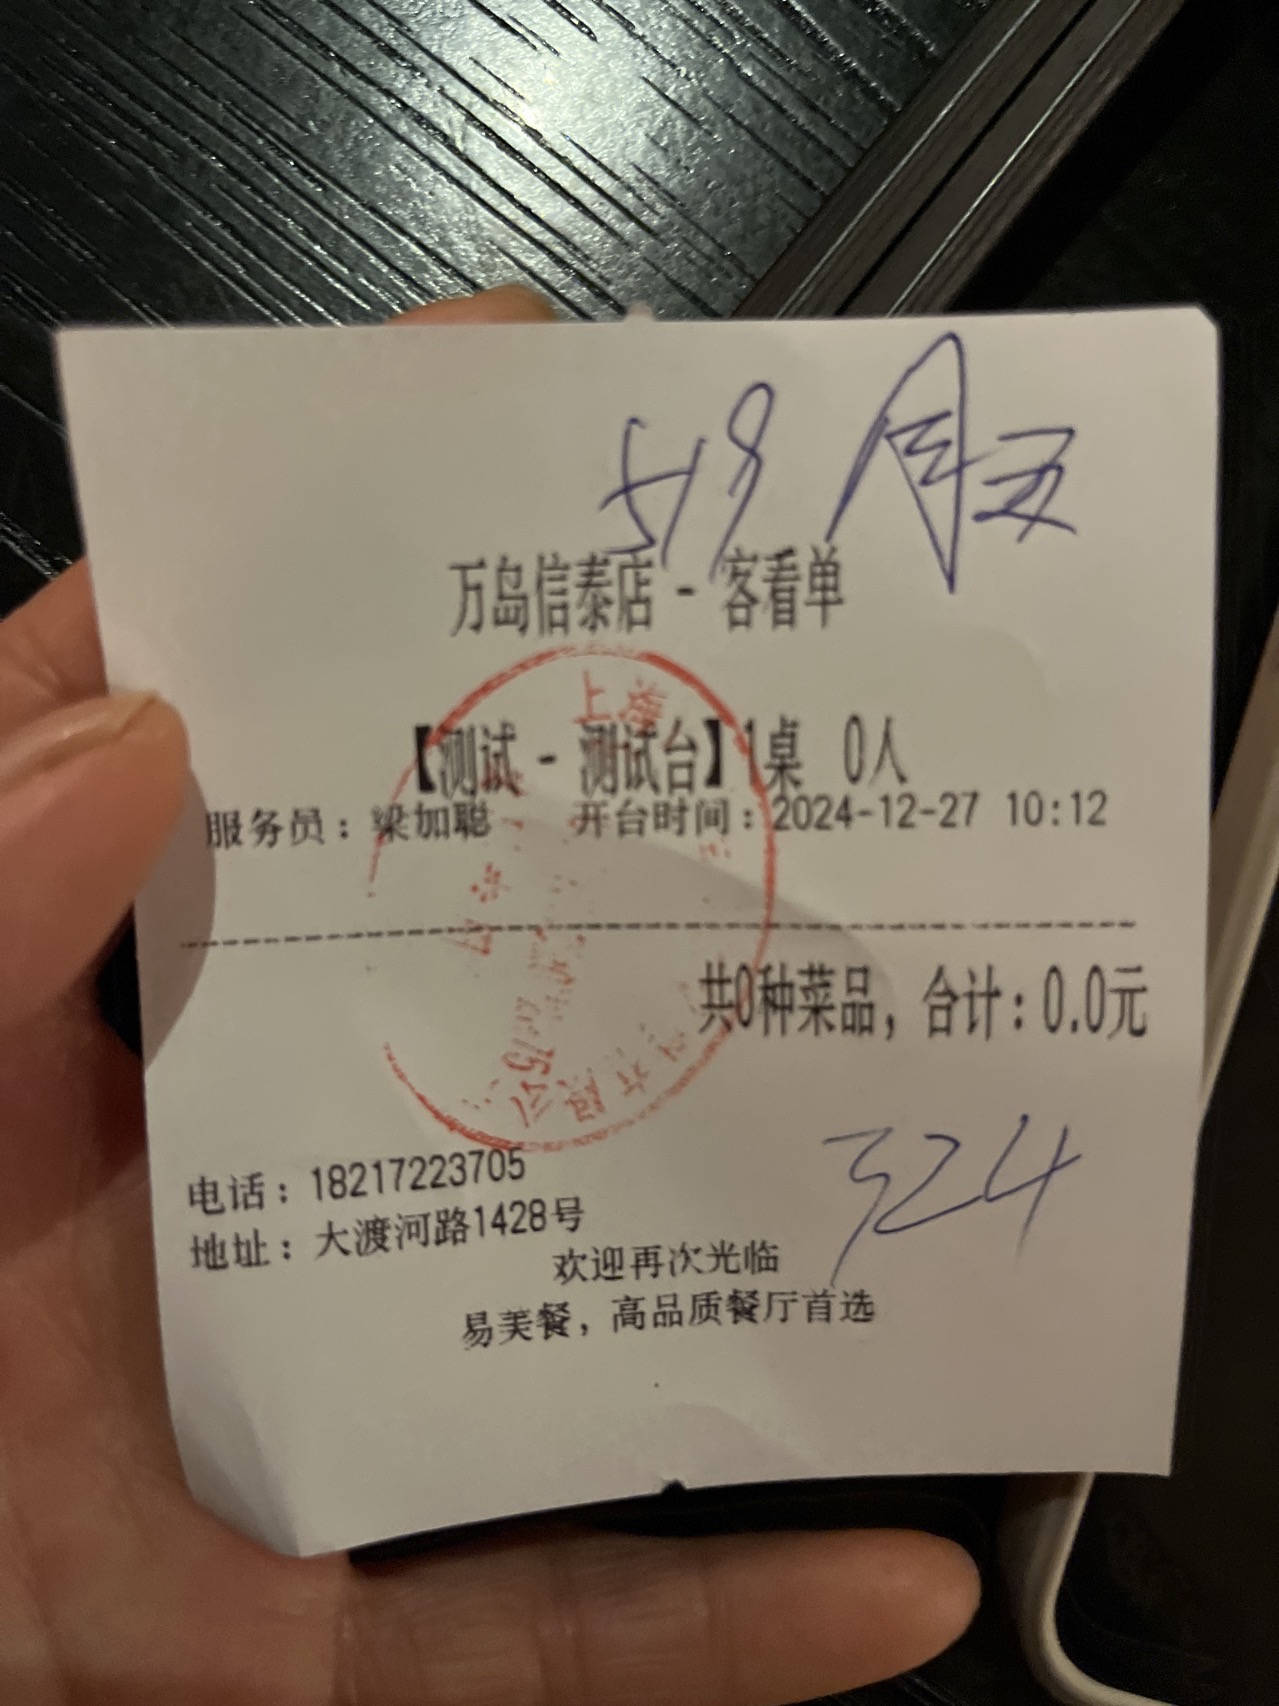 519 周五
万岛信泰店 - 客看单
上海
【测试 - 测试台】1桌 0人
服务员：梁加聪 开台时间：2024-12-27 10:12
共0种菜品，合计：0.0元
限公
324
电话：18217223705
地址：大渡河路1428号
欢迎再次光临
易美餐，高品质餐厅首选